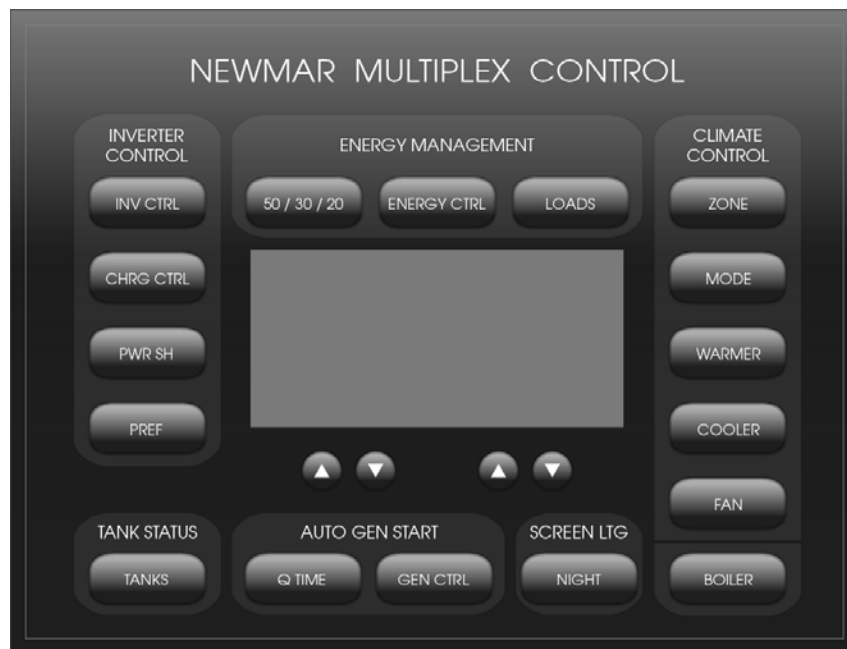 NEWMAR MULTIPLEX CONTROL
INVERTER
CONTROL
INV CTRL
CHRG CTRL
PWR SH
PREF
ENERGY MANAGEMENT
50 / 30 / 20
ENERGY CTRL
LOADS
CLIMATE
CONTROL
ZONE
MODE
WARMER
COOLER
FAN
BOILER
TANK STATUS
TANKS
AUTO GEN START
Q TIME
GEN CTRL
SCREEN LTG
NIGHT